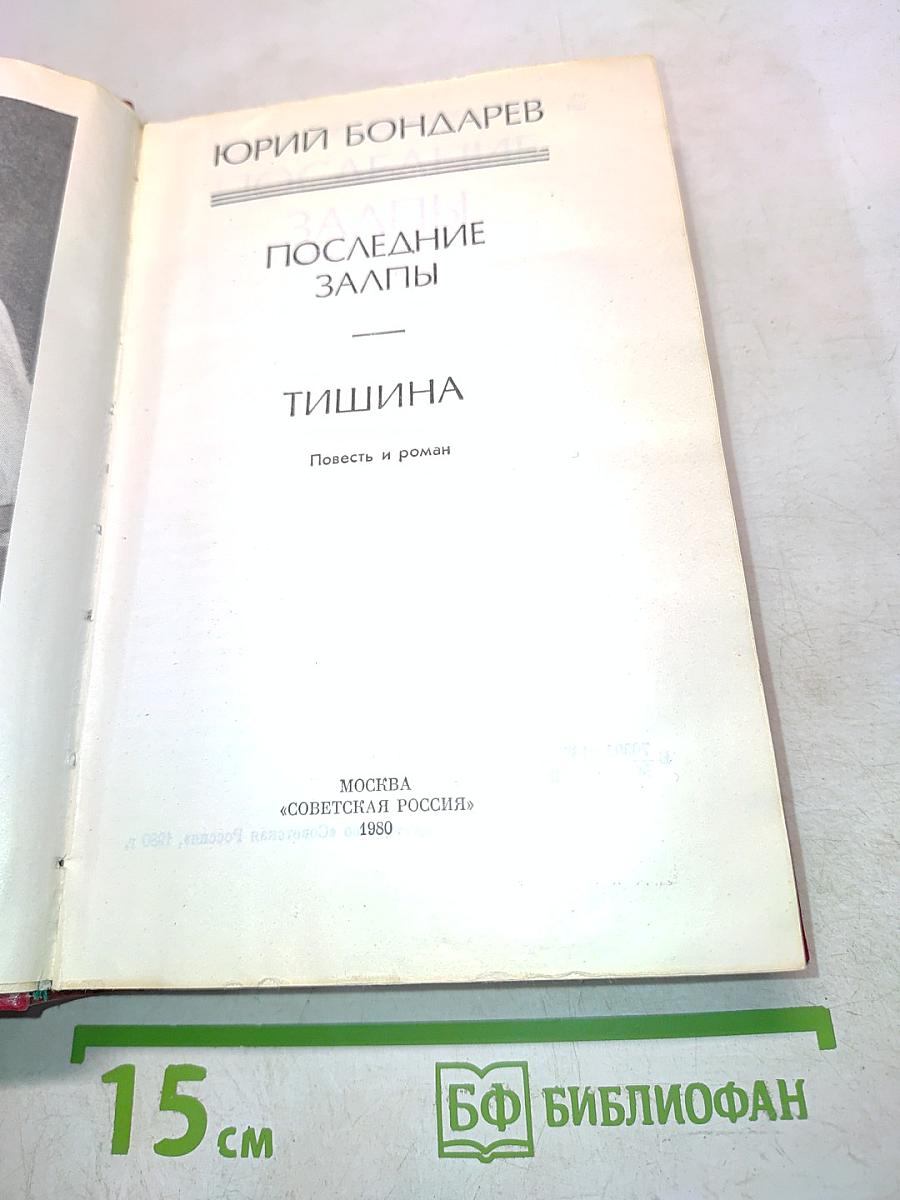 ЮРИЙ БОНДАРЕВ
ПОСЛЕДНИЕ
ЗАЛПЫ
ТИШИНА
Повесть и роман
МОСКВА
«СОВЕТСКАЯ РОССИЯ»
1980
15 см
БФ БИБЛИОФАН